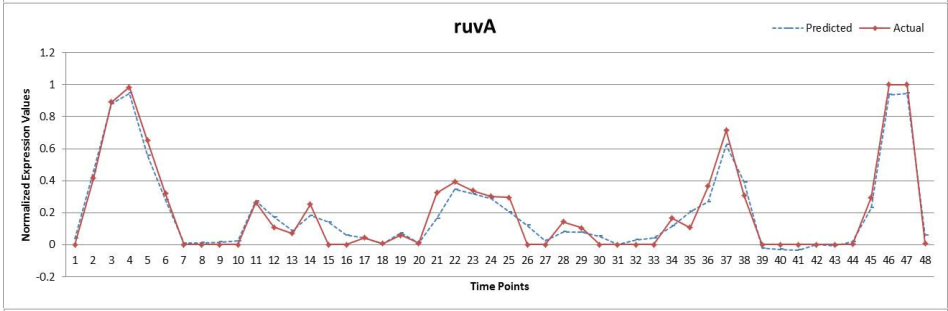 ruvA
Predicted Actual
1.2
1
0.8
0.6
0.4
0.2
0
-0.2
Normalized Expression Values
1 2 3 4 5 6 7 8 9 10 11 12 13 14 15 16 17 18 19 20 21 22 23 24 25 26 27 28 29 30 31 32 33 34 35 36 37 38 39 40 41 42 43 44 45 46 47 48
Time Points